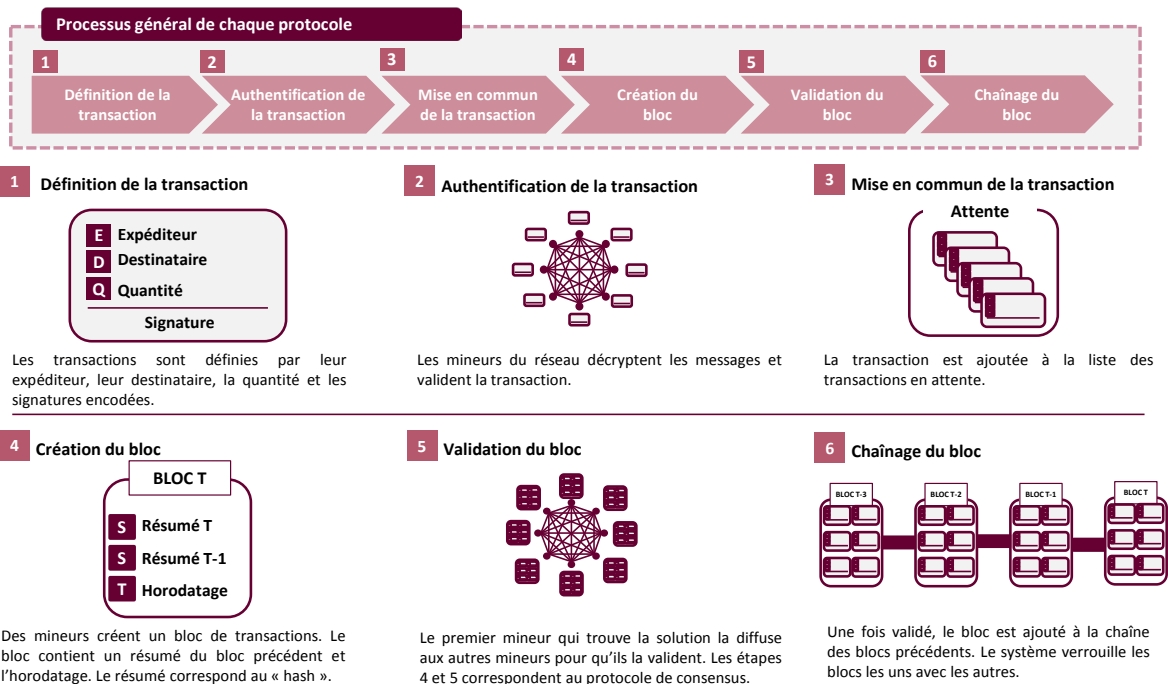 Processus général de chaque protocole
1
2
3
4
5
6
Définition de la
transaction
Authentification de
la transaction
Mise en commun
de la transaction
Création du
bloc
Validation du
bloc
Chaînage du
bloc
1 Définition de la transaction
E Expéditeur
D Destinataire
Q Quantité
Signature
Les transactions sont définies par leur
expéditeur, leur destinataire, la quantité et les
signatures encodées.
2 Authentification de la transaction
Les mineurs du réseau décryptent les messages et
valident la transaction.
3 Mise en commun de la transaction
Attente
La transaction est ajoutée à la liste des
transactions en attente.
4 Création du bloc
BLOC T
S Résumé T
S Résumé T-1
T Horodatage
Des mineurs créent un bloc de transactions. Le
bloc contient un résumé du bloc précédent et
l’horodatage. Le résumé correspond au « hash ».
5 Validation du bloc
Le premier mineur qui trouve la solution la diffuse
aux autres mineurs pour qu’ils la valident. Les étapes
4 et 5 correspondent au protocole de consensus.
6 Chaînage du bloc
BLOC T-3
BLOC T-2
BLOC T-1
BLOC T
Une fois validé, le bloc est ajouté à la chaîne
des blocs précédents. Le système verrouille les
blocs les uns avec les autres.